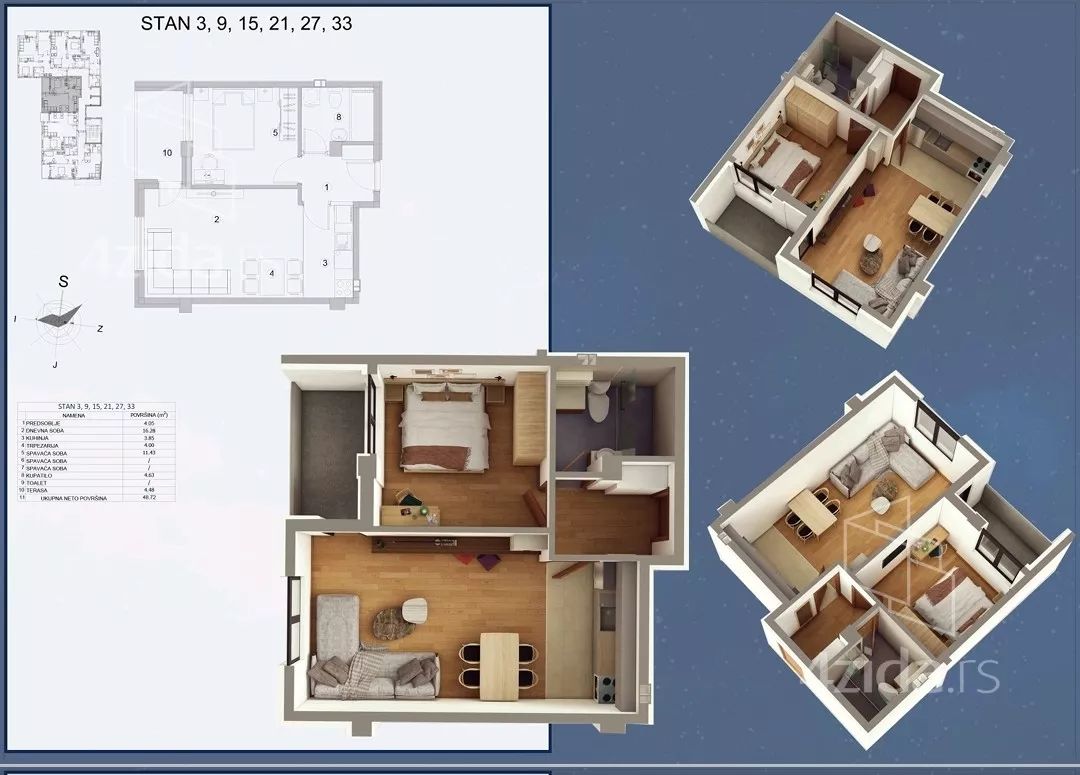 STAN 3, 9, 15, 21, 27, 33
5
8
10
1
2
3
4
4zida.rs
S
I
Z
J
STAN 3, 9, 15, 21, 27, 33
NAMENA POVRŠINA (m²)
1 PREDSOBLJE 4.05
2 DNEVNA SOBA 16.28
3 KUHINJA 3.85
4 TRPEZARIJA 4.00
5 SPAVAĆA SOBA 11.43
6 SPAVAĆA SOBA /
7 SPAVAĆA SOBA /
8 KUPATILO 4.63
9 TOALET /
10 TERASA 4.48
11 UKUPNA NETO POVRŠINA 48.72
4zida.rs